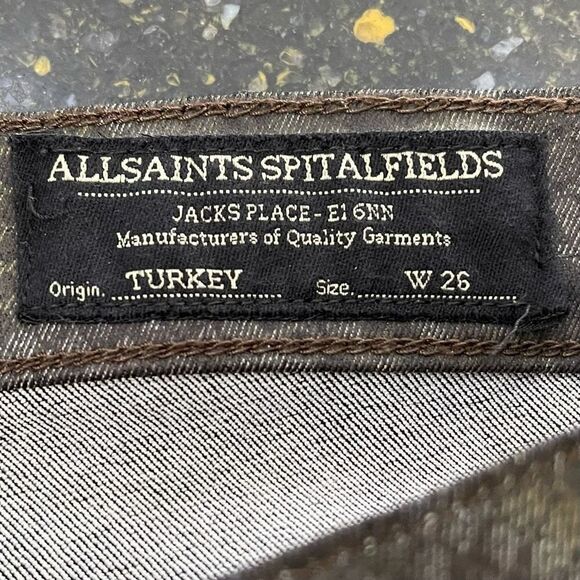 ALLSAINTS SPITALFIELDS
JACKS PLACE - E1 6NN
Manufacturers of Quality Garments
Origin. TURKEY Size. W 26